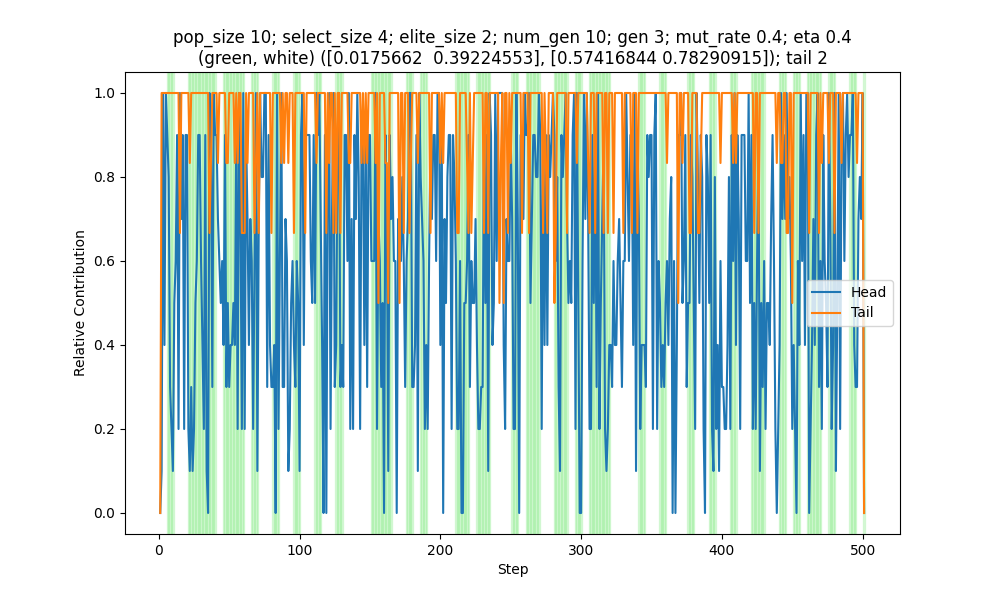 pop_size 10; select_size 4; elite_size 2; num_gen 10; gen 3; mut_rate 0.4; eta 0.4
(green, white) ([0.0175662  0.39224553], [0.57416844 0.78290915]); tail 2
Relative Contribution
1.0
0.8
0.6
0.4
0.2
0.0
Head
Tail
0
100
200
300
400
500
Step